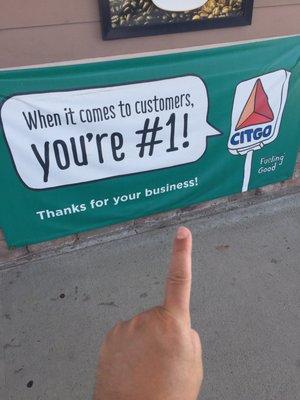 When it comes to customers,
you're #1!
CITGO
Fueling
Good
Thanks for your business!